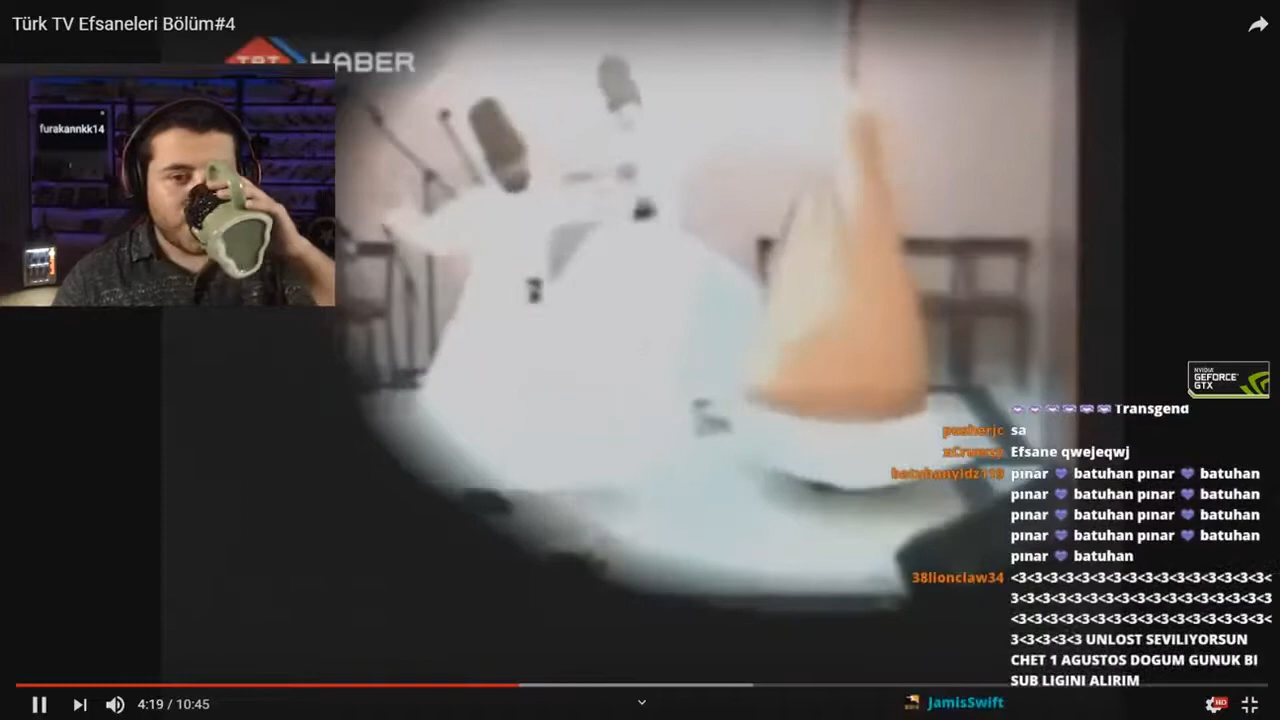 Türk TV Efsaneleri Bölüm#4
TRT HABER
furakannkk14
NVIDIA
GEFORCE
GTX
Transgend
sa
Efsane qwejeqwj
batuhanyldz118 pınar 💜 batuhan pınar 💜 batuhan
pınar 💜 batuhan pınar 💜 batuhan
pınar 💜 batuhan pınar 💜 batuhan
pınar 💜 batuhan pınar 💜 batuhan
pınar 💜 batuhan
38lionclaw34 <3<3<3<3<3<3<3<3<3<3<3<3<3<3<3<3<
3<3<3<3<3<3<3<3<3<3<3<3<3<3<3<3<3
<3<3<3<3<3<3<3<3<3<3<3<3<3<3<3<3<
3<3<3<3<3 UNLOST SEVILIYORSUN
CHET 1 AGUSTOS DOGUM GUNUK BI
SUB LIGINI ALIRIM
4:19 / 10:45
JamisSwift
HD